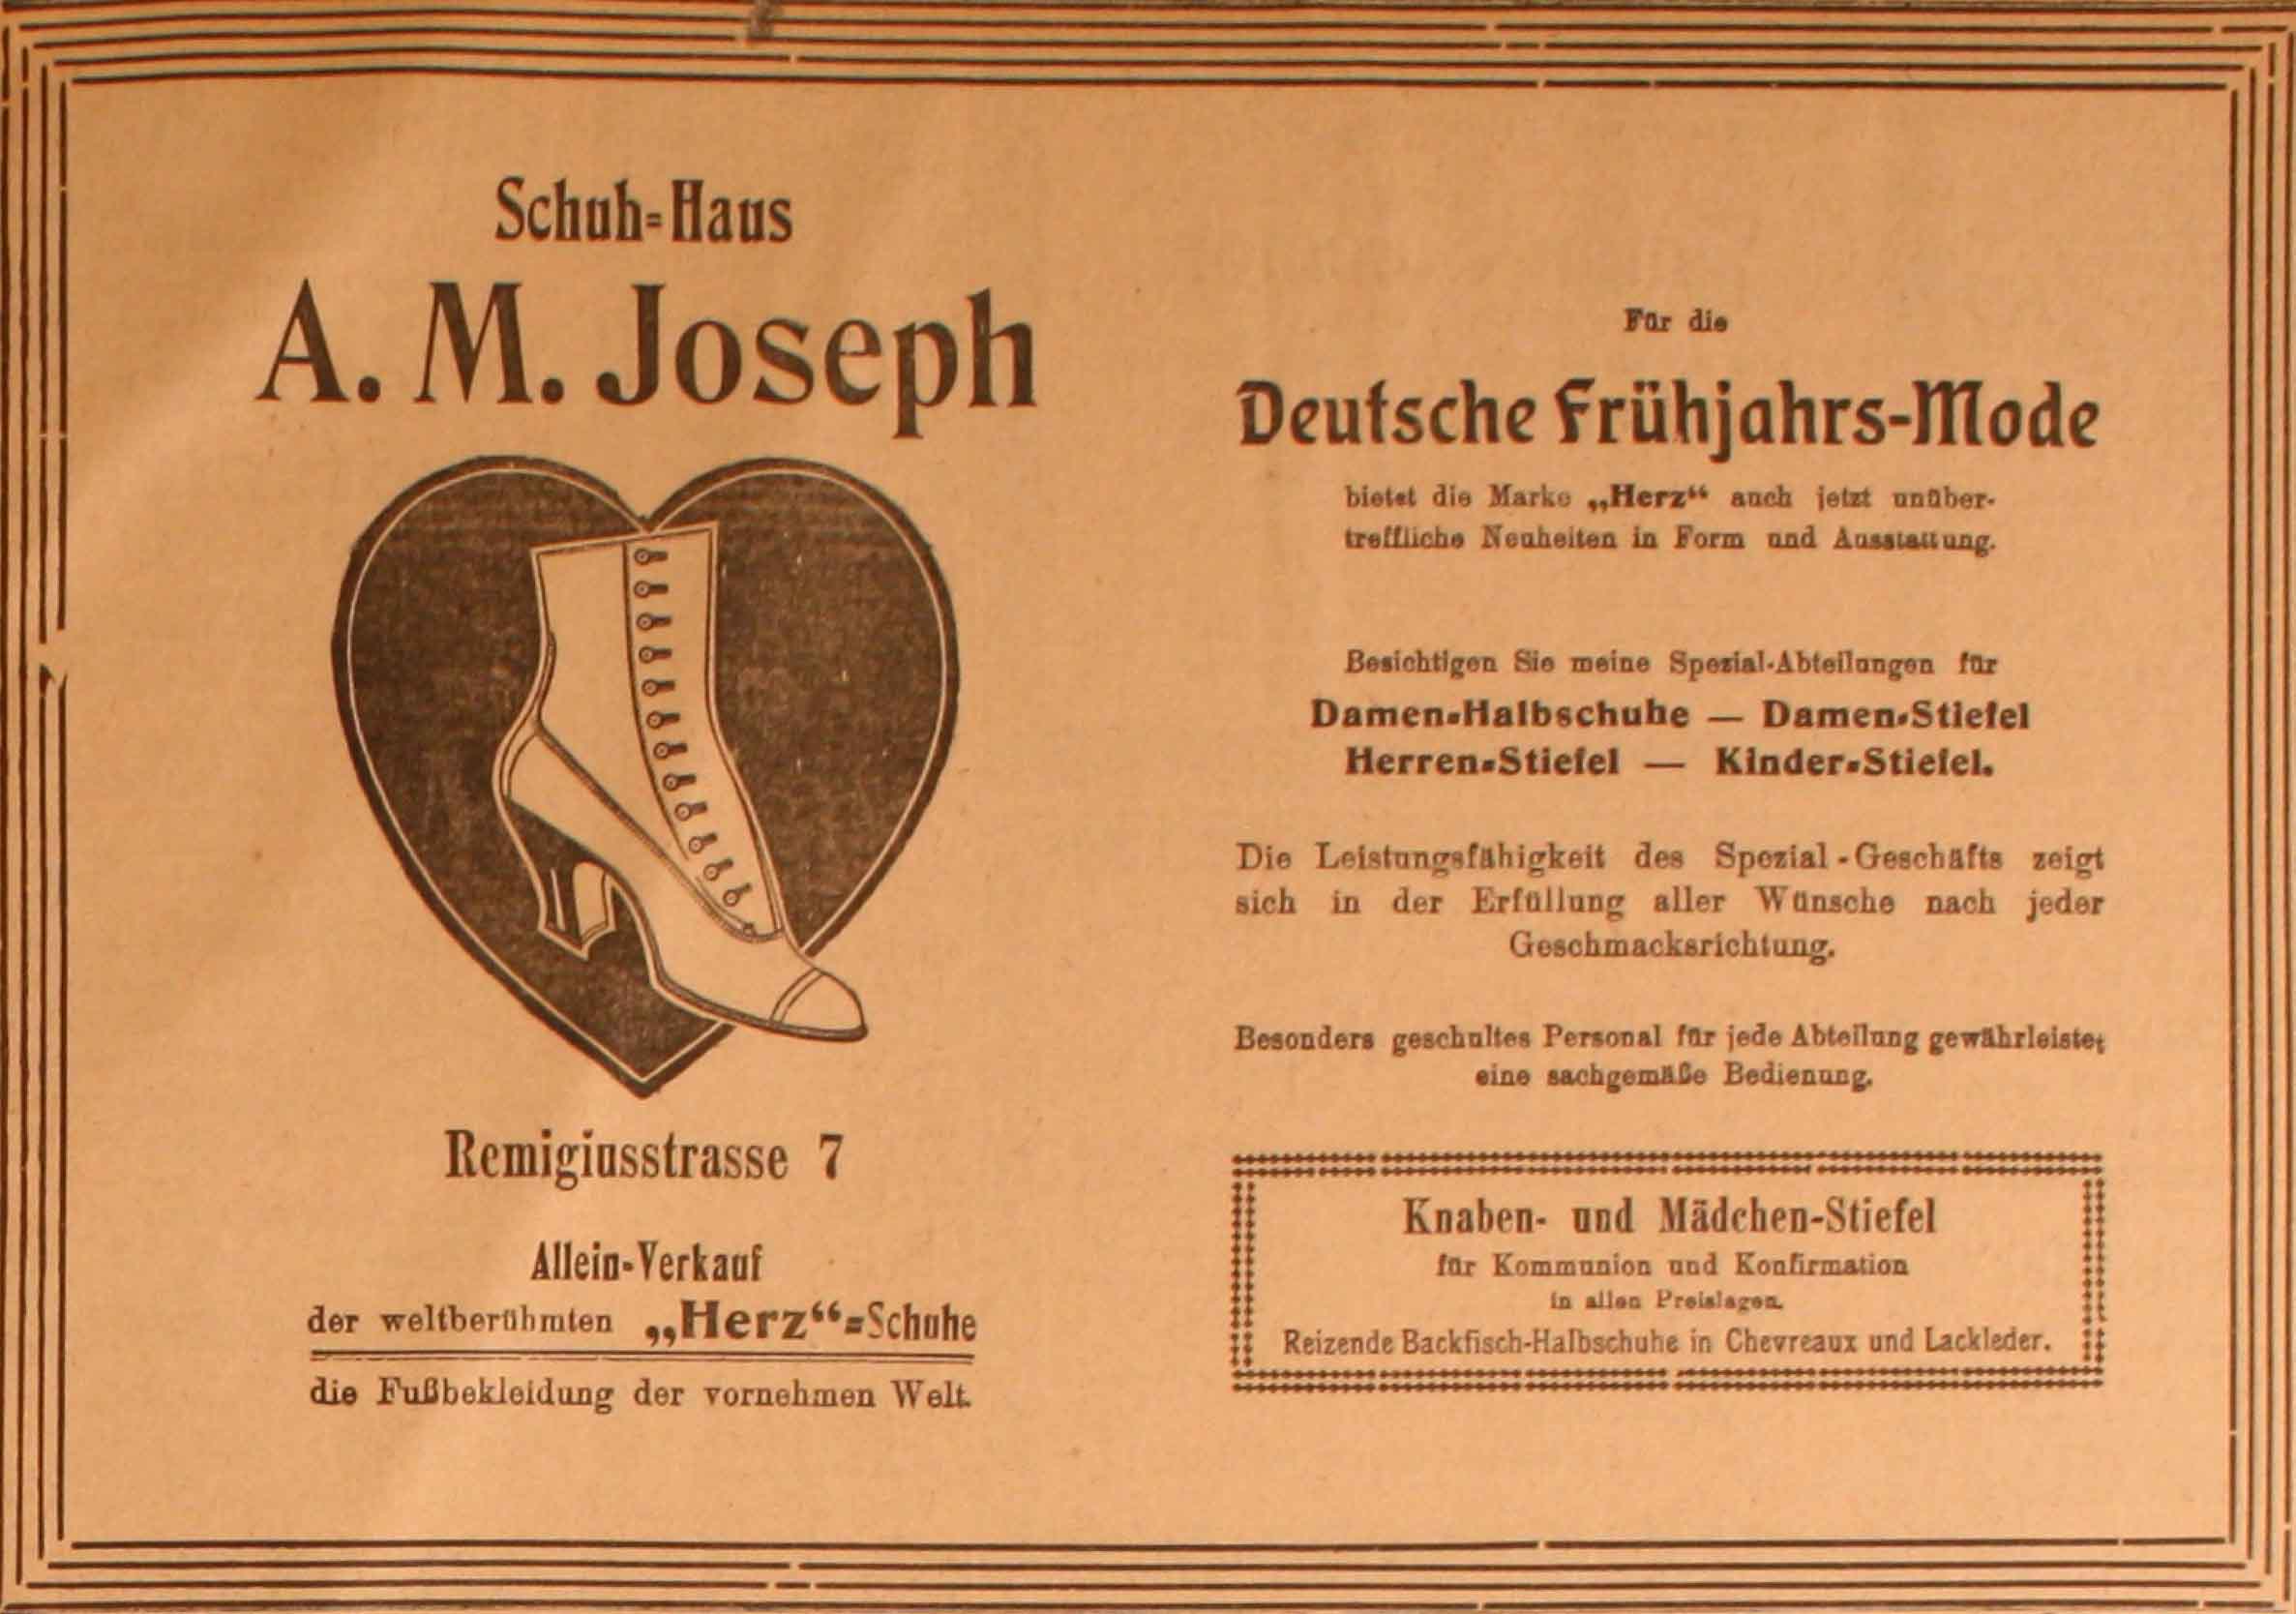 Schuh-Haus
A. M. Joseph
Remigiusstrasse 7
Allein-Verkauf
der weltberühmten „Herz“-Schuhe
die Fußbekleidung der vornehmen Welt.
Für die
Deutsche Frühjahrs-Mode
bietet die Marke „Herz“ auch jetzt unüber-
treffliche Neuheiten in Form und Ausstattung.
Besichtigen Sie meine Spezial-Abteilungen für
Damen-Halbschuhe — Damen-Stiefel
Herren-Stiefel — Kinder-Stiefel.
Die Leistungsfähigkeit des Spezial-Geschäfts zeigt
sich in der Erfüllung aller Wünsche nach jeder
Geschmacksrichtung.
Besonders geschultes Personal für jede Abteilung gewährleistet
eine sachgemäße Bedienung.
Knaben- und Mädchen-Stiefel
für Kommunion und Konfirmation
in allen Preislagen.
Reizende Backfisch-Halbschuhe in Chevreaux und Lackleder.